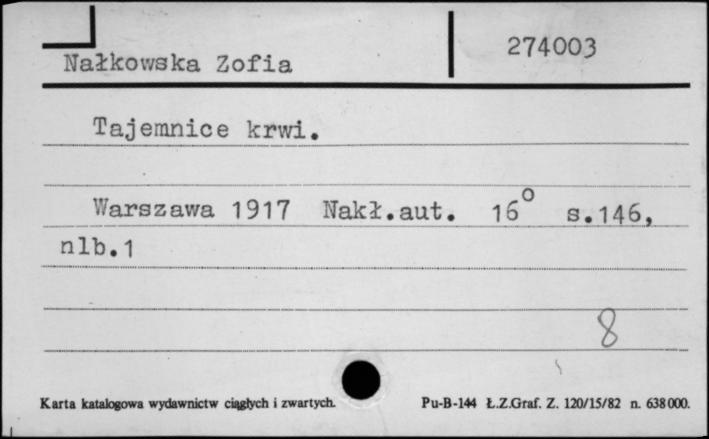 Nałkowska Zofia 274003
Tajemnice krwi.
Warszawa 1917 Nakł.aut. 16° s.146,
nlb.1
8
Karta katalogowa wydawnictw ciągłych i zwartych. Pu-B-144 Ł.Z.Graf. Z. 120/15/82 n. 638000.